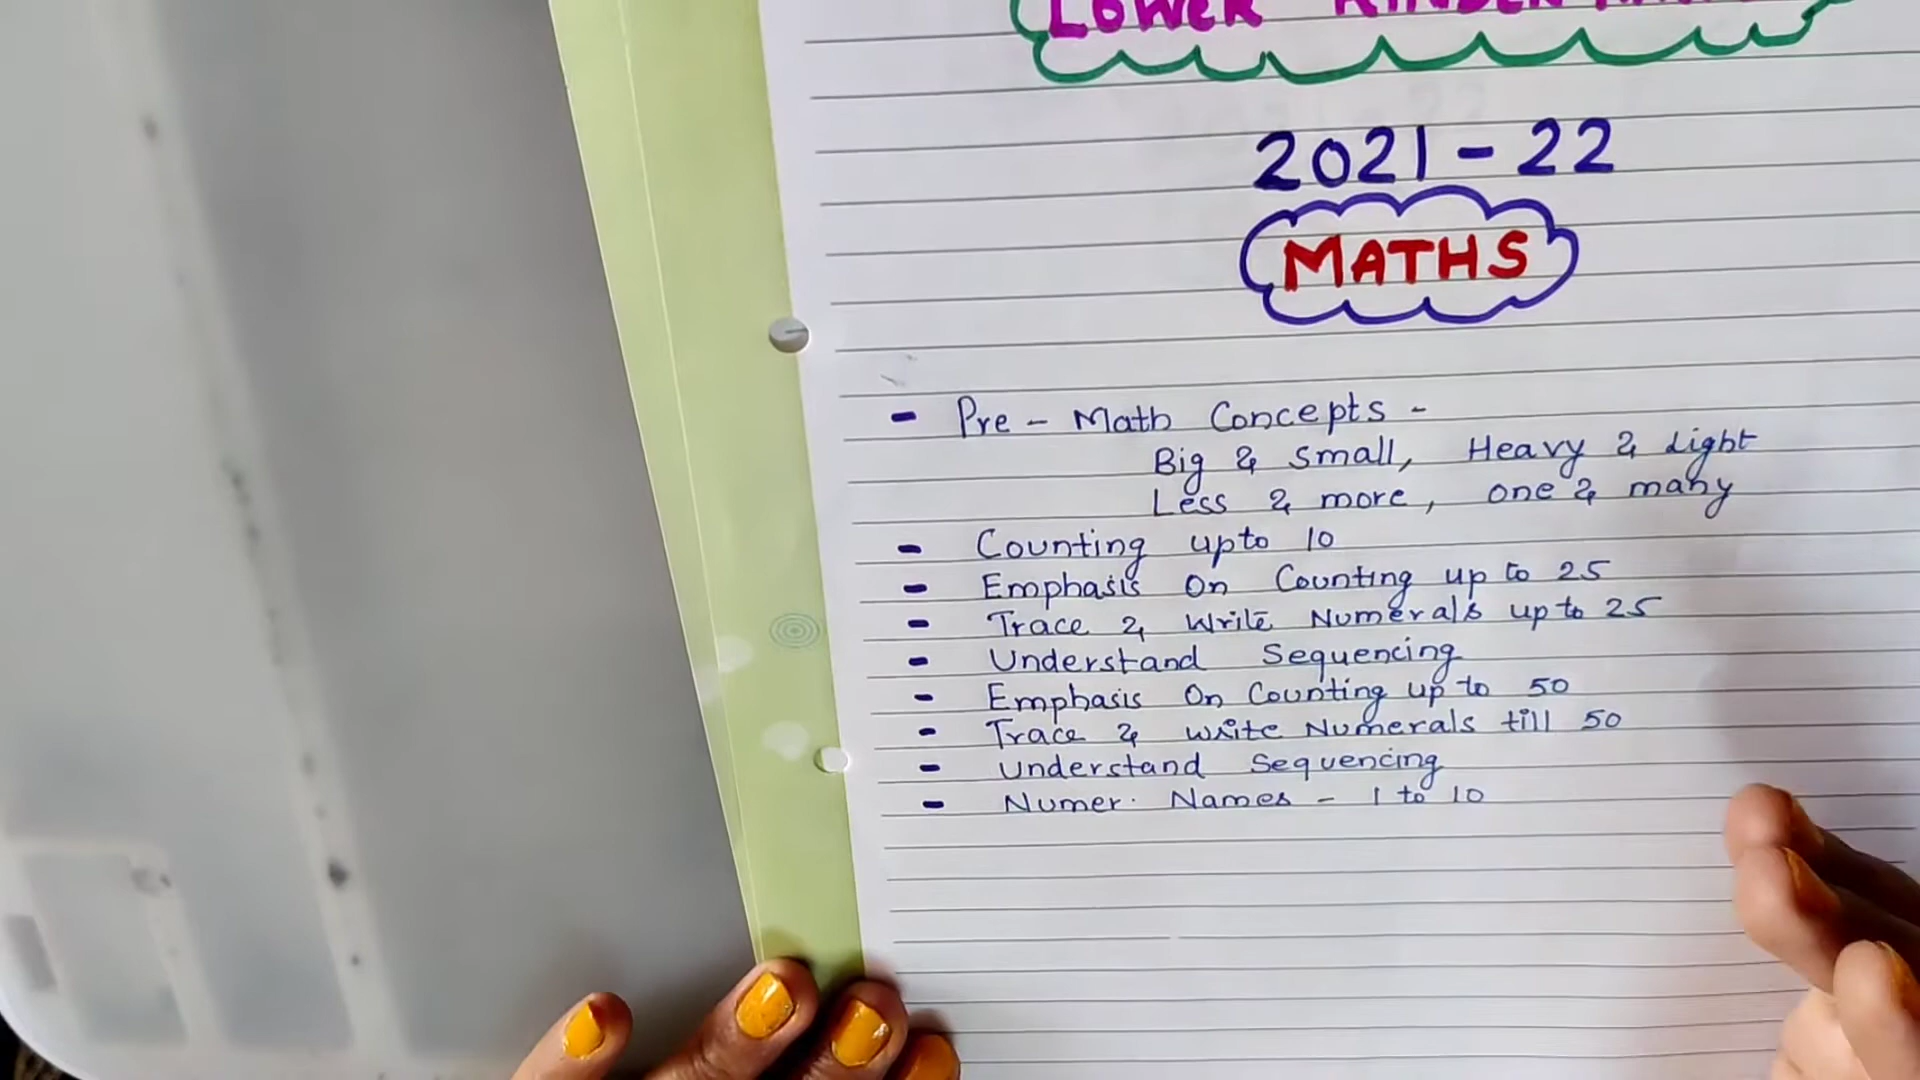 LOWER
2021-22
MATHS
- Pre - Math Concepts -
Big & Small, Heavy & Light
Less & more, one & many
- Counting upto 10
- Emphasis On Counting up to 25
- Trace & Write Numerals up to 25
- Understand Sequencing
- Emphasis On Counting up to 50
- Trace & write Numerals till 50
- Understand Sequencing
- Numer. Names - 1 to 10